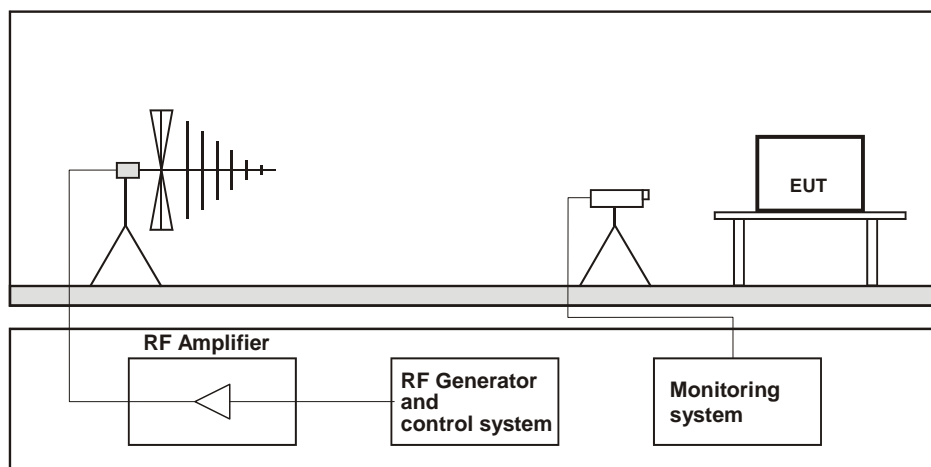 EUT
RF Amplifier
RF Generator
and
control system
Monitoring
system